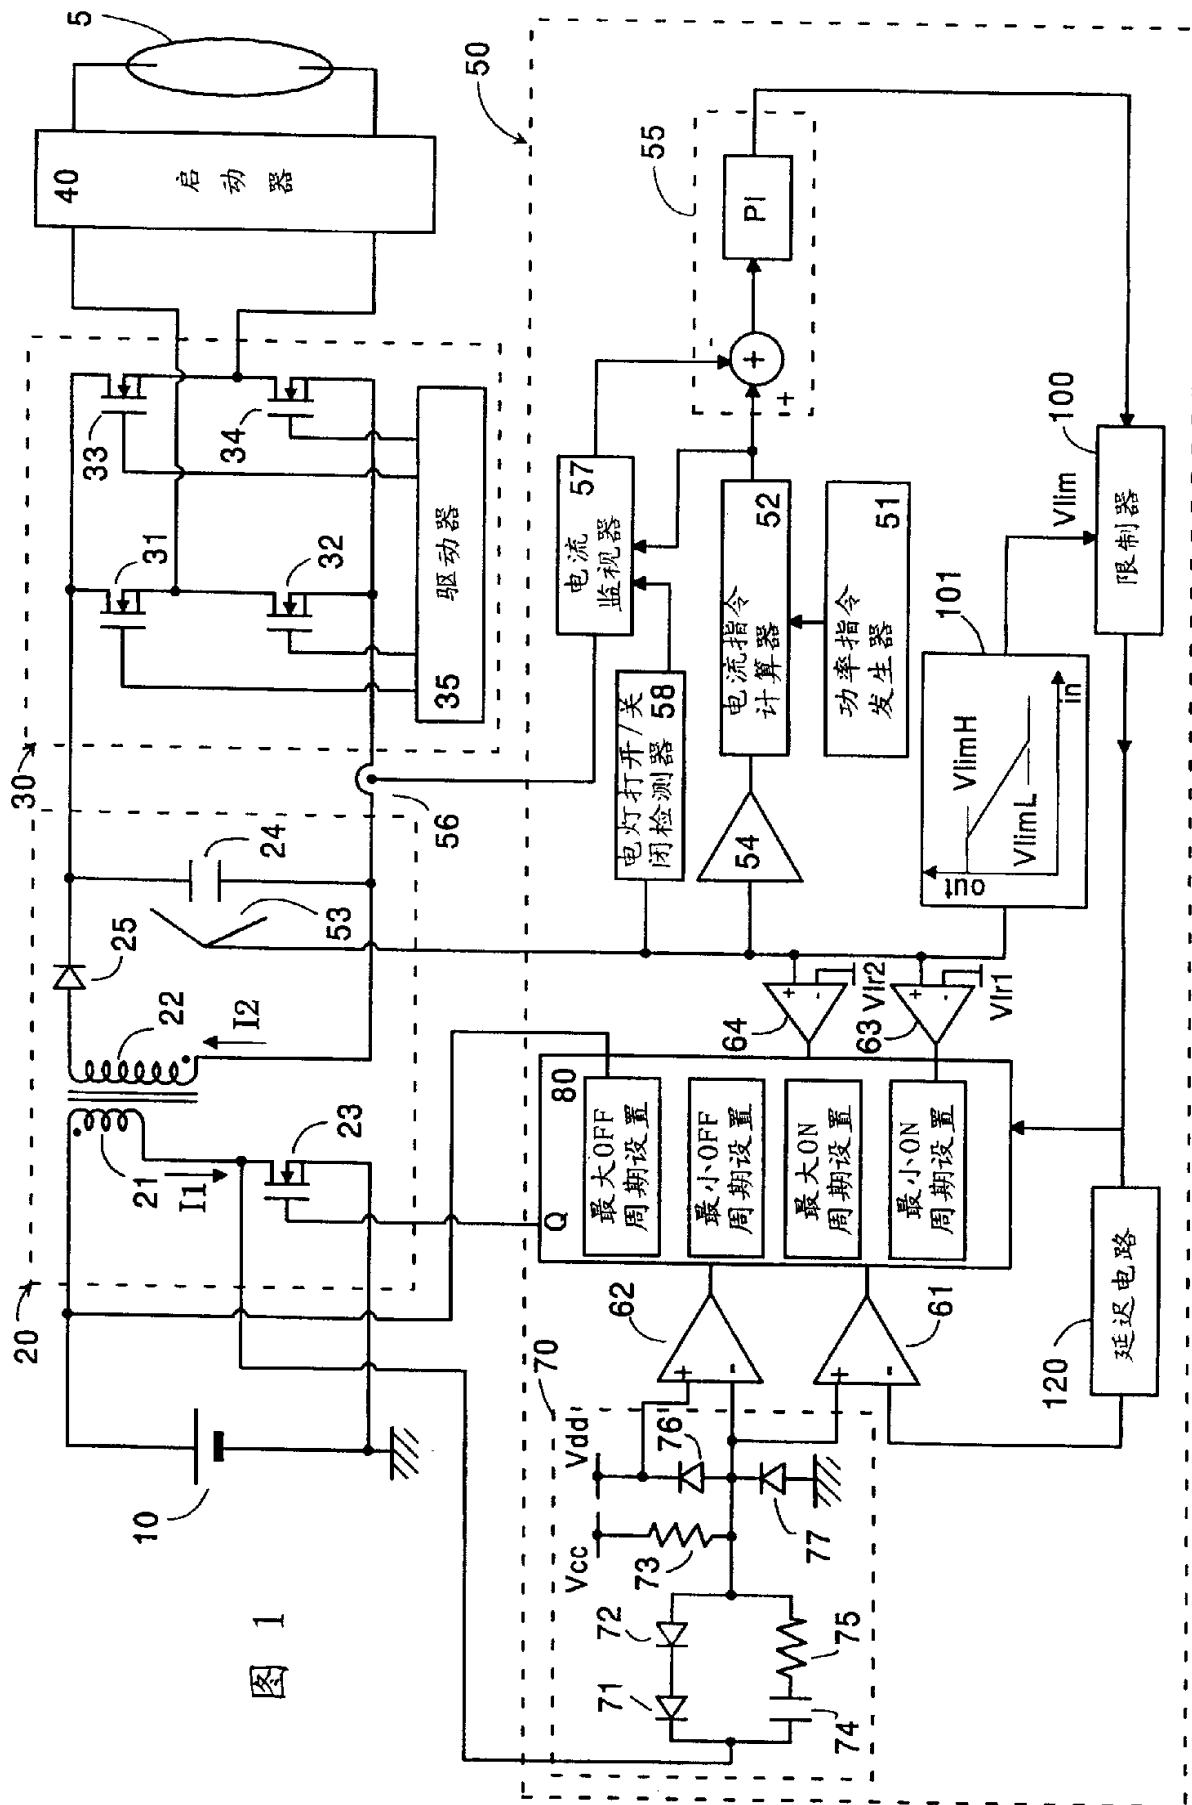 图 1
10
20
21
I1
22
I2
23
24
25
53
30
31
32
33
34
35
驱动器
40
启动器
5
50
56
70
Vcc
Vdd
71
72
73
74
75
76
77
62
+
-
61
+
-
80
Q
最大OFF
周期设置
最小OFF
周期设置
最大ON
周期设置
最小ON
周期设置
64
+
-
Vlr2
63
+
-
Vlr1
电灯打开/关
闭检测器 58
54
电流
监视器
57
电流指令
计算器
52
功率指令
发生器
51
55
+
-
+
PI
101
out
VlimH
VlimL
in
Vlim
100
限制器
120
延迟电路